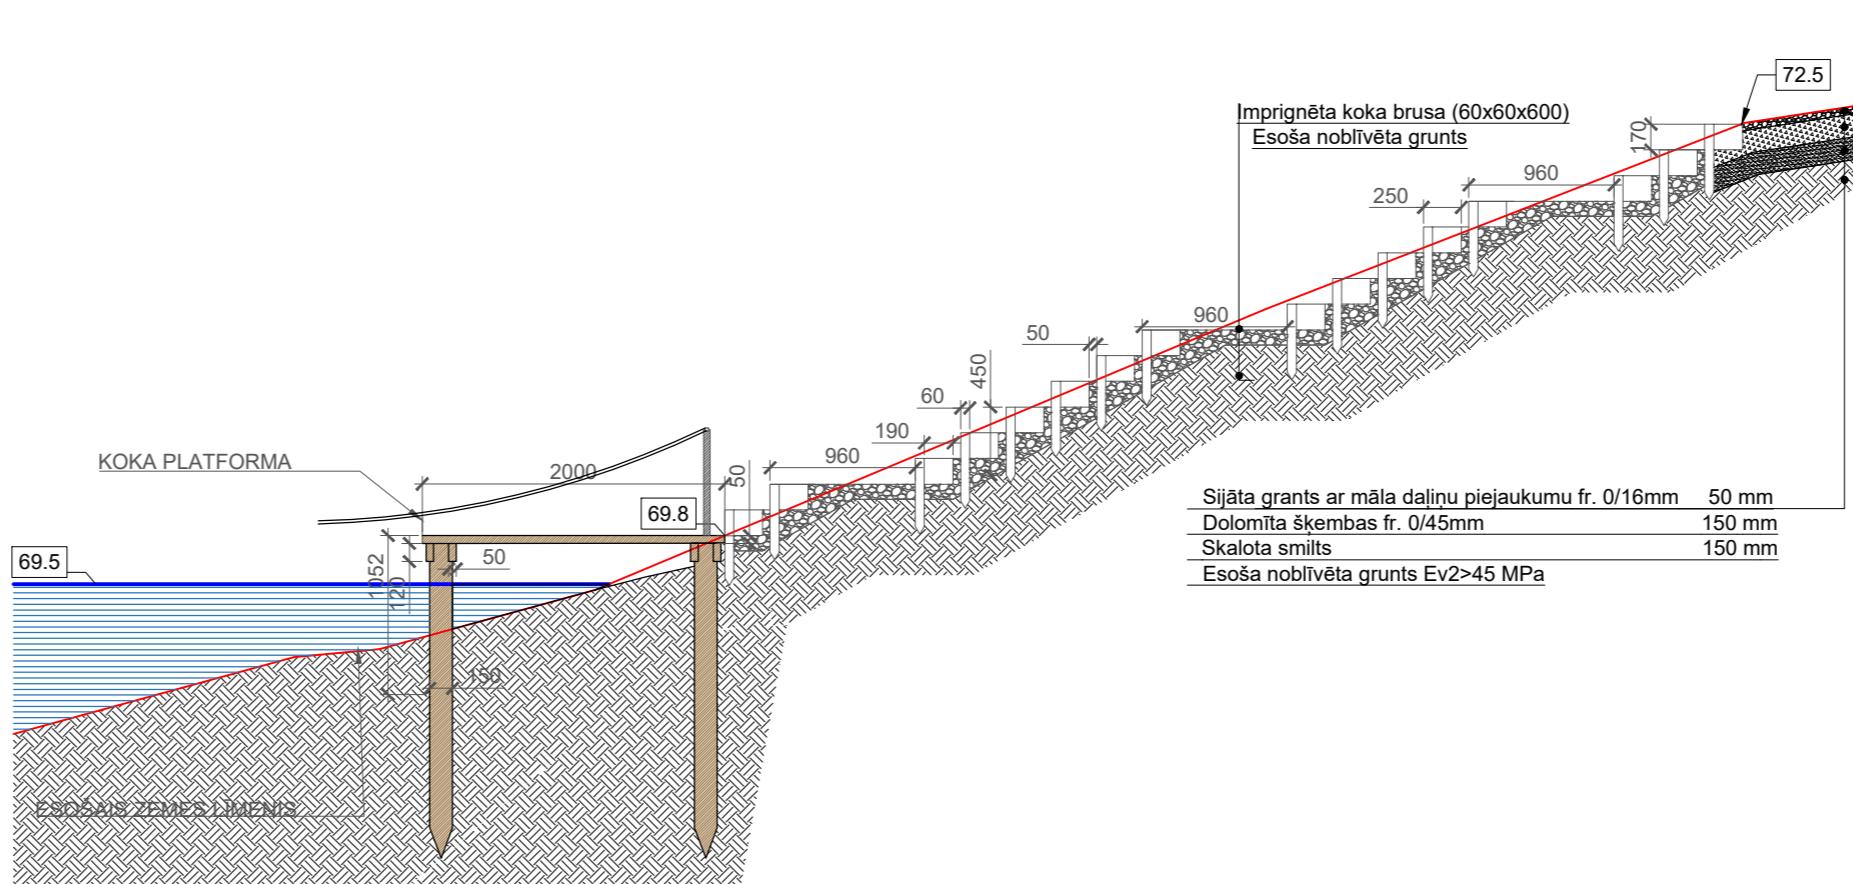 72.5
Imprignēta koka brusa (60x60x600)
Esoša noblīvēta grunts
170
960
250
960
50
450
60
190
960
50
KOKA PLATFORMA
2000
69.8
69.5
50
1052
120
150
Sijāta grants ar māla daļiņu piejaukumu fr. 0/16mm 50 mm
Dolomīta šķembas fr. 0/45mm 150 mm
Skalota smilts 150 mm
Esoša noblīvēta grunts Ev2>45 MPa
ESOŠAIS ZEMES LĪMENIS